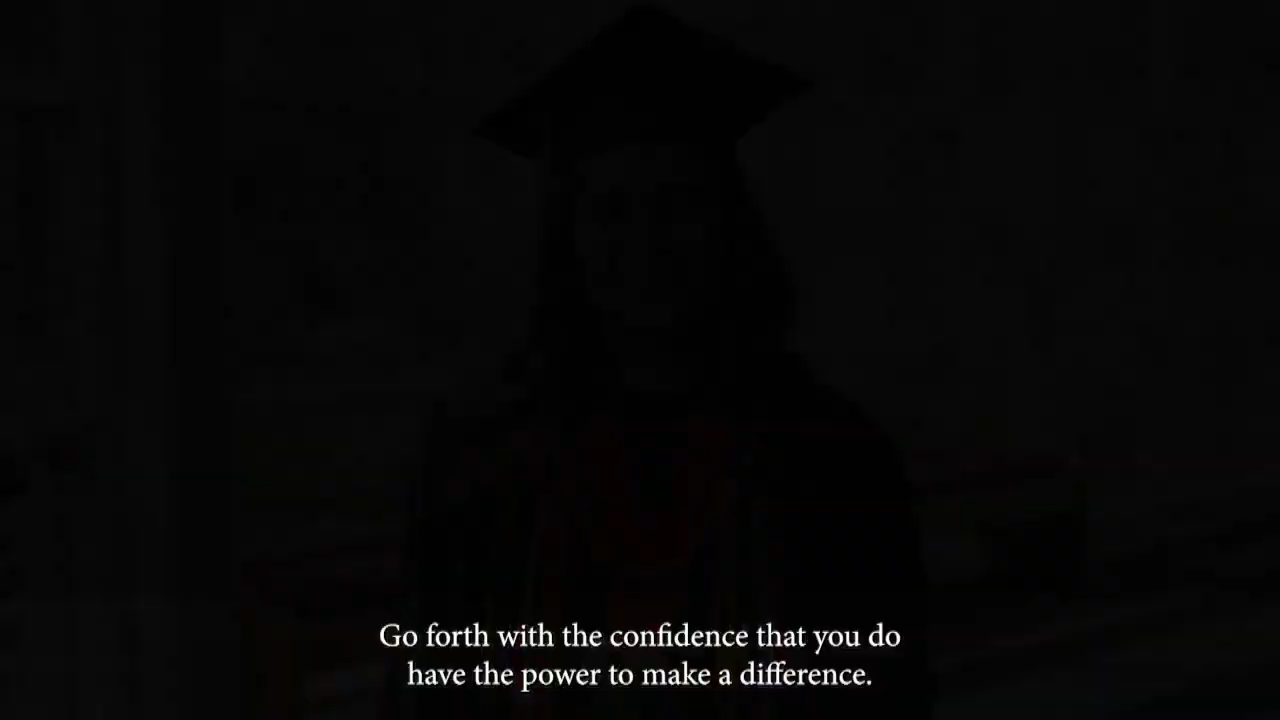 Go forth with the confidence that you do
have the power to make a difference.